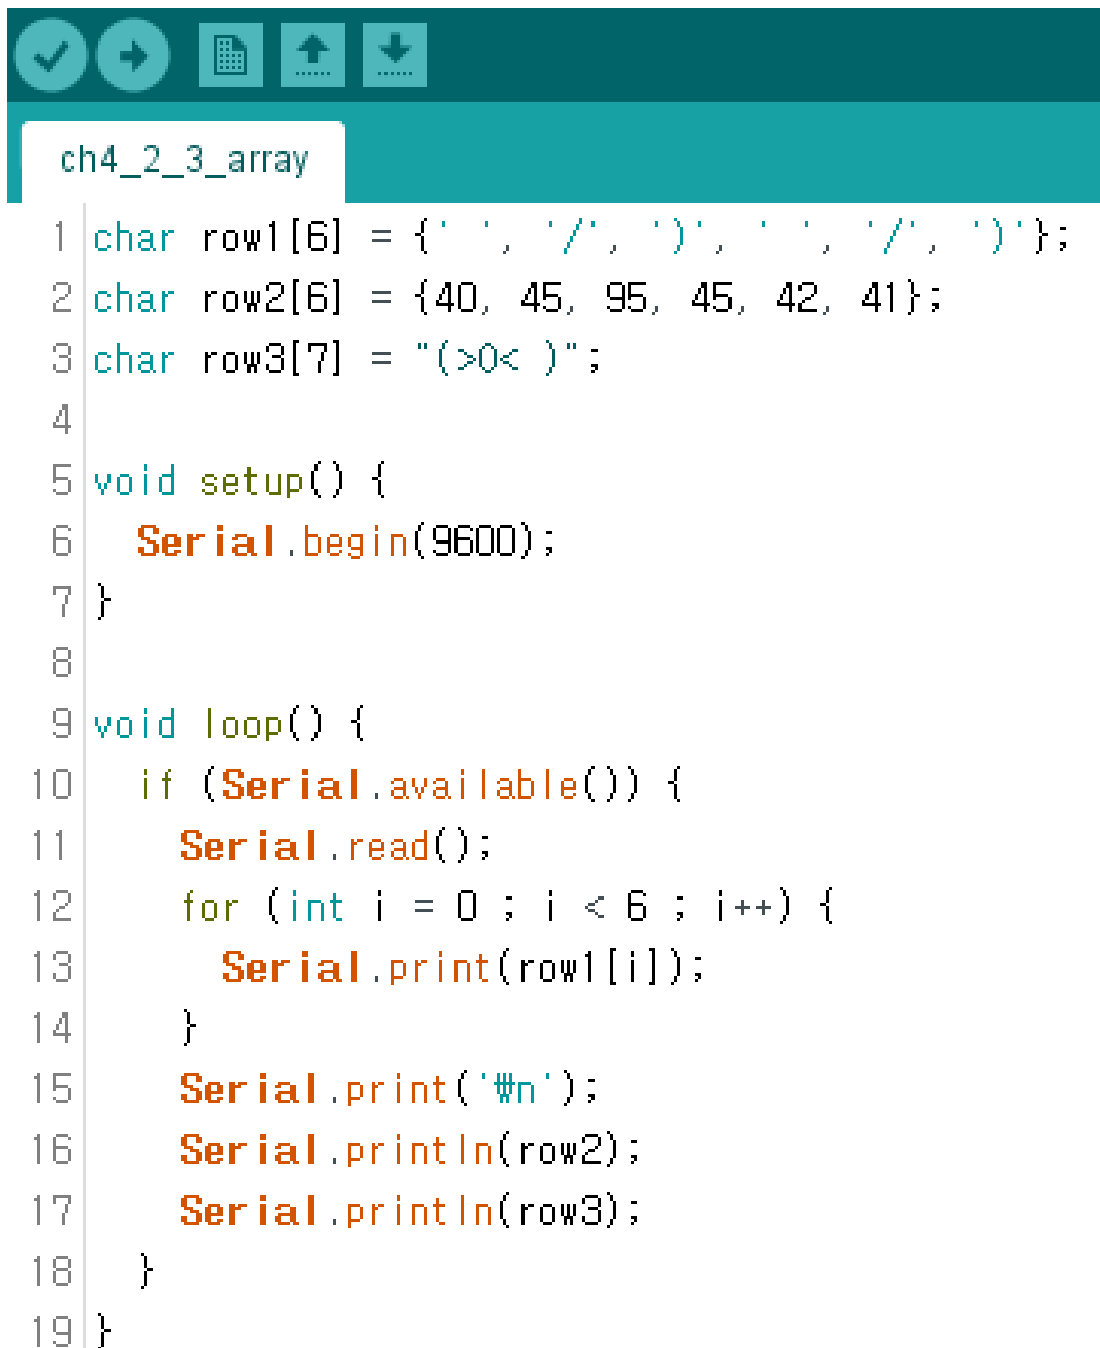 ch4_2_3_array
1 char row1[6] = {' ', '/', ')', ' ', '/', ')'};
2 char row2[6] = {40, 45, 95, 45, 42, 41};
3 char row3[7] = "(>0< )";
4
5 void setup() {
6   Serial.begin(9600);
7 }
8
9 void loop() {
10   if (Serial.available()) {
11     Serial.read();
12     for (int i = 0 ; i < 6 ; i++) {
13       Serial.print(row1[i]);
14     }
15     Serial.print('₩n');
16     Serial.println(row2);
17     Serial.println(row3);
18   }
19 }